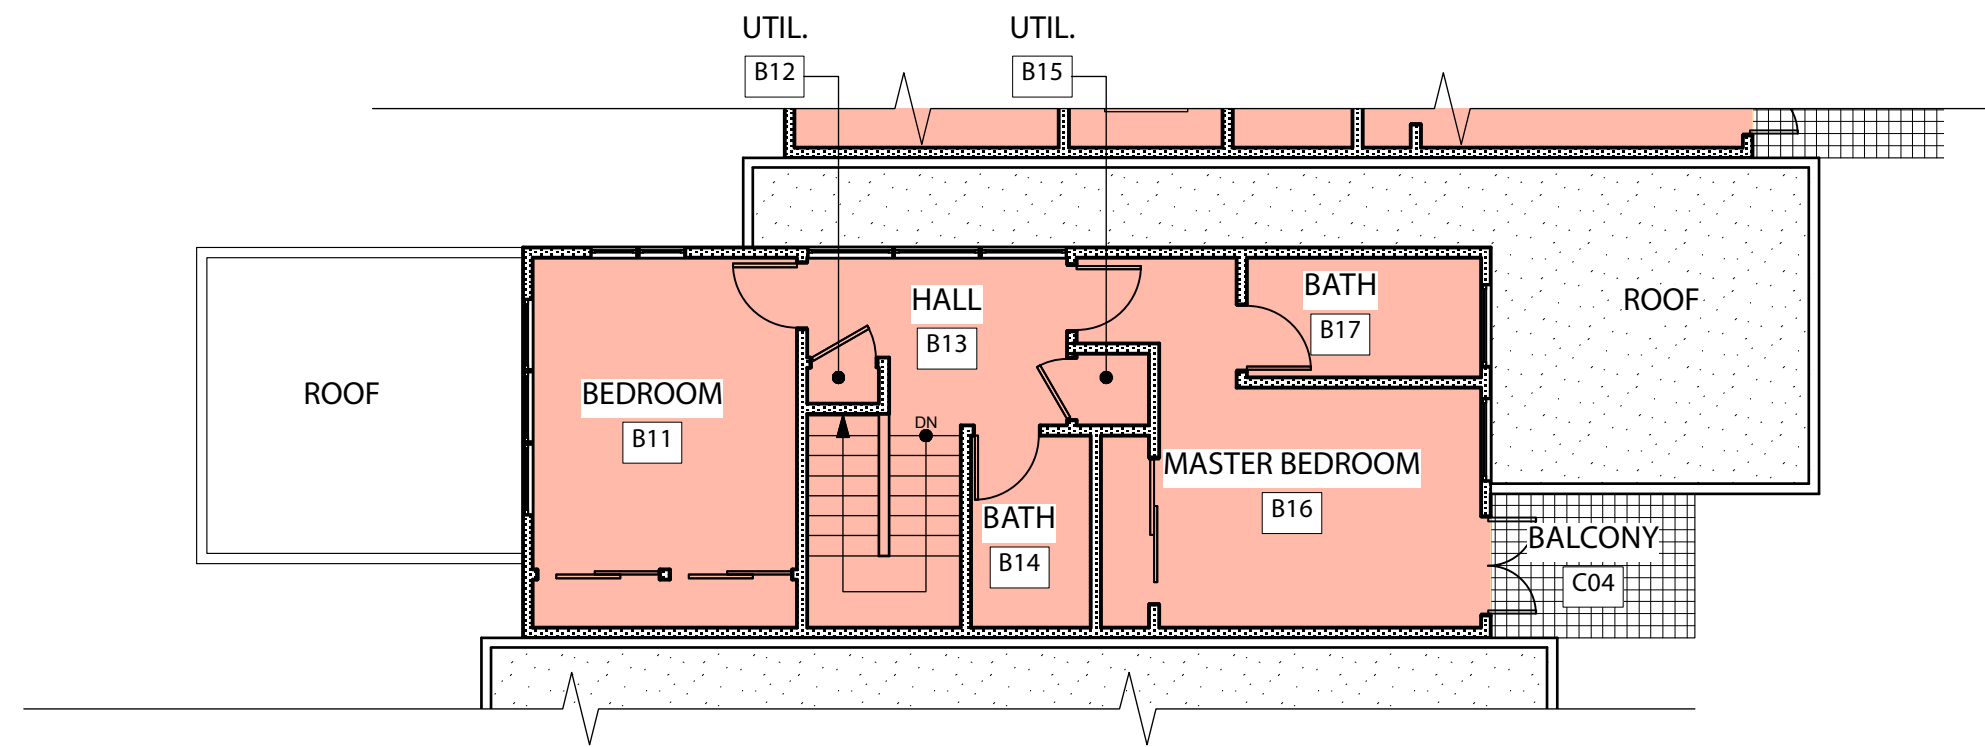 UTIL.
B12
UTIL.
B15
HALL
B13
BATH
B17
ROOF
ROOF
BEDROOM
B11
DN
MASTER BEDROOM
B16
BATH
B14
BALCONY
C04